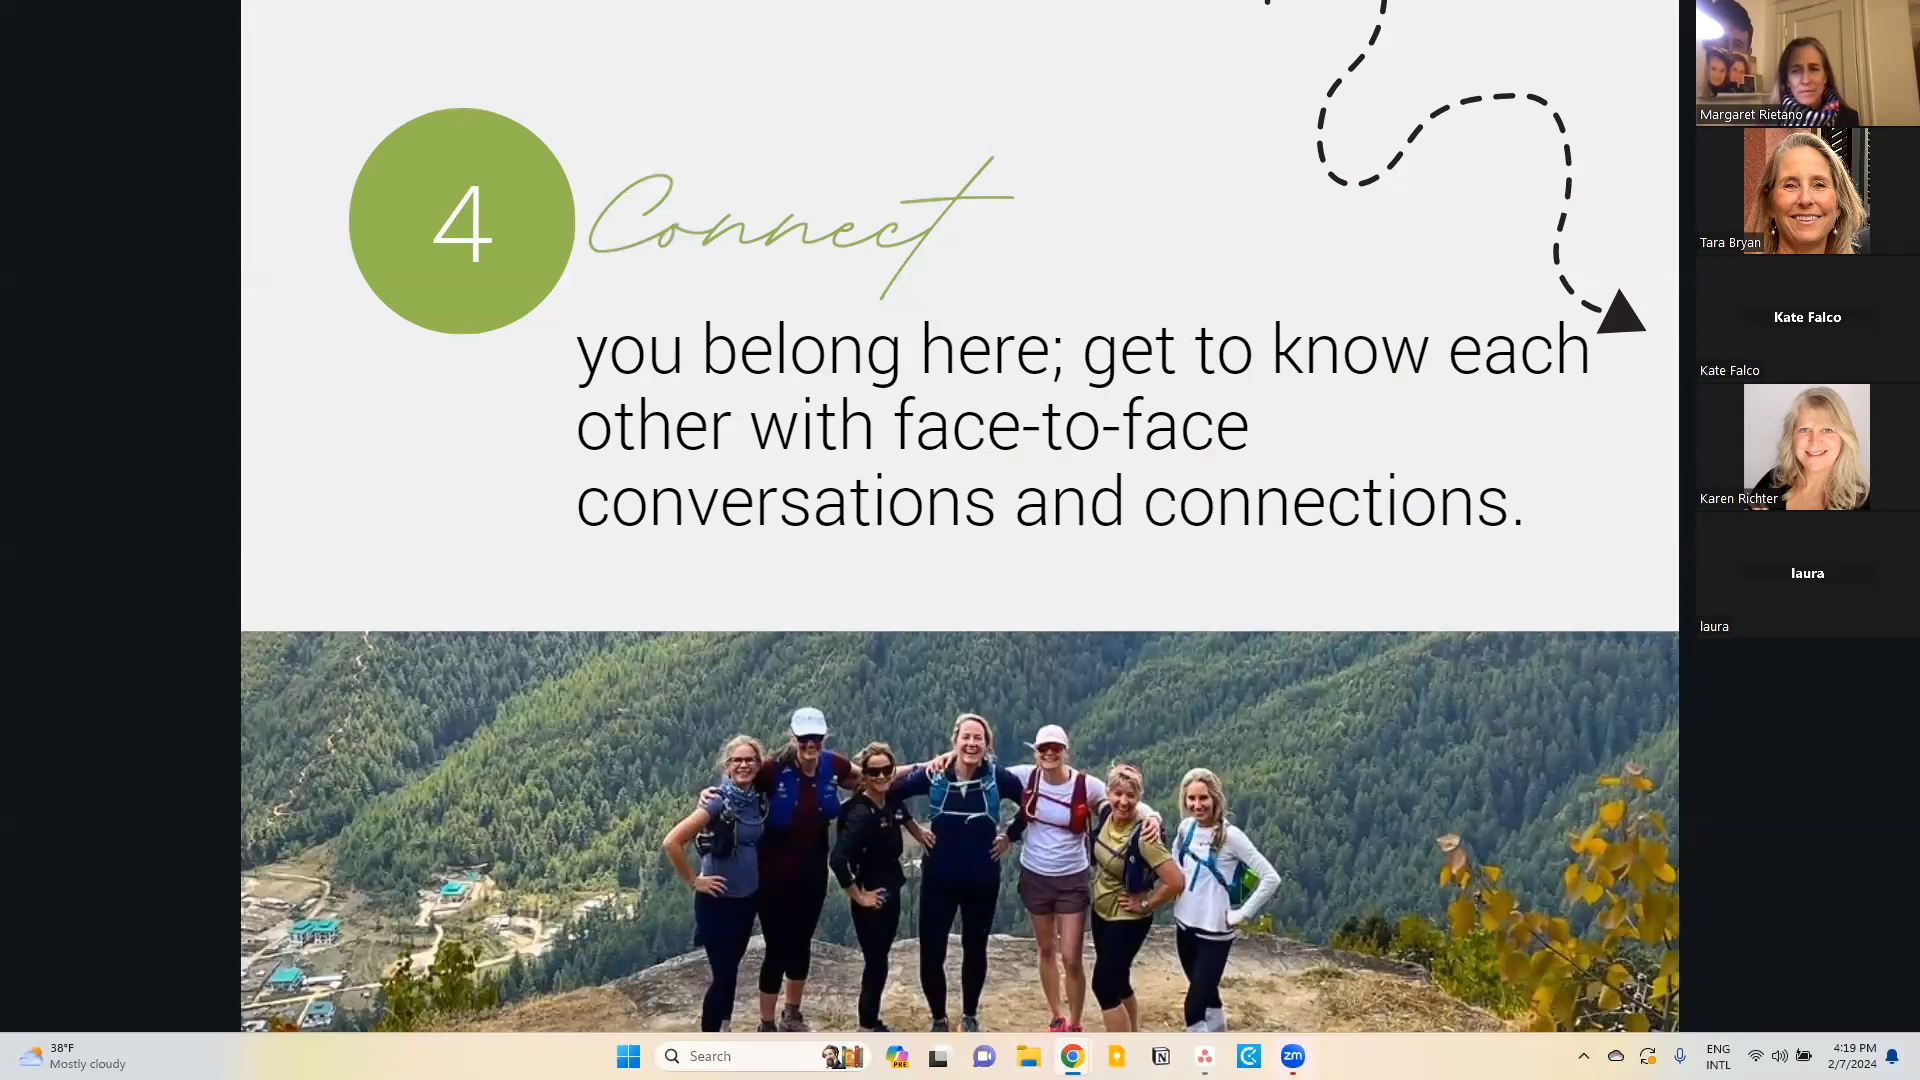 4
Connect
you belong here; get to know each
other with face-to-face
conversations and connections.
Margaret Rietano
Tara Bryan
Kate Falco
Kate Falco
Karen Richter
laura
laura
38°F
Mostly cloudy
Search
PRE
zm
ENG
INTL
4:19 PM
2/7/2024